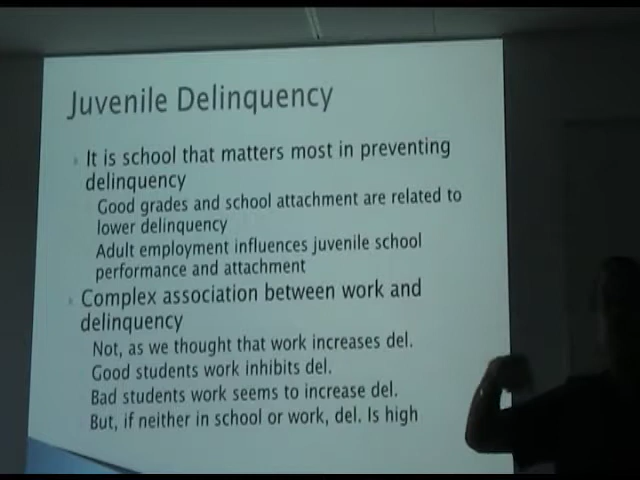 Juvenile Delinquency
It is school that matters most in preventing
delinquency
Good grades and school attachment are related to
lower delinquency
Adult employment influences juvenile school
performance and attachment
Complex association between work and
delinquency
Not, as we thought that work increases del.
Good students work inhibits del.
Bad students work seems to increase del.
But, if neither in school or work, del. Is high